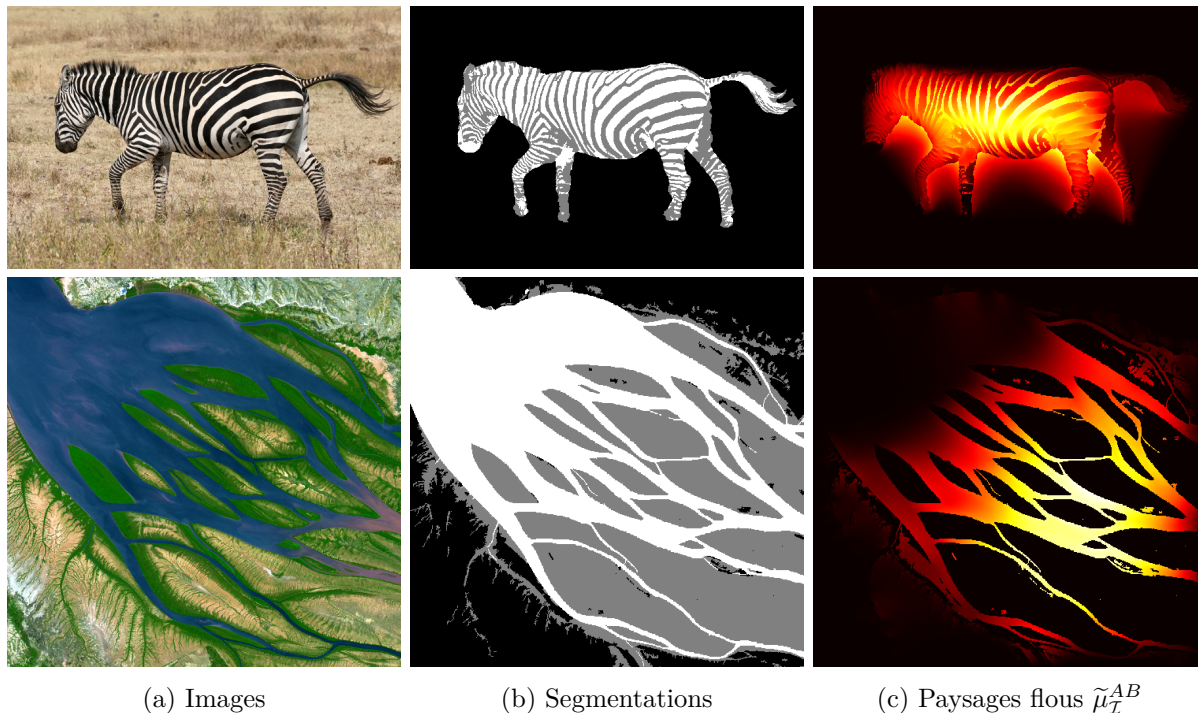 (a) Images
(b) Segmentations
(c) Paysages flous $\widetilde{\mu}_{\mathcal{I}}^{AB}$